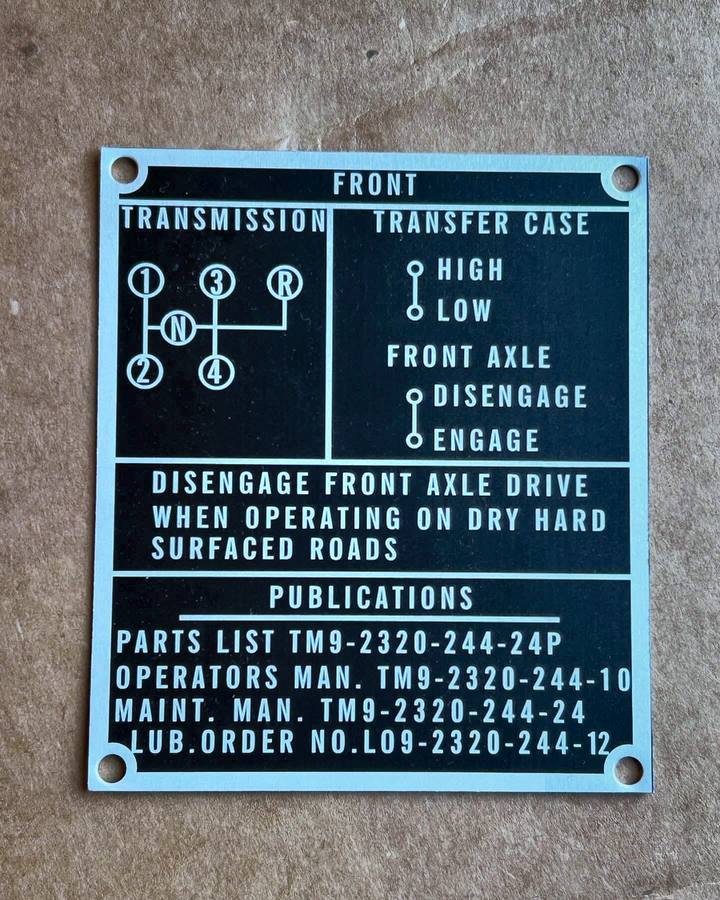 FRONT
TRANSMISSION
1 3 R
N
2 4
TRANSFER CASE
HIGH
LOW
FRONT AXLE
DISENGAGE
ENGAGE
DISENGAGE FRONT AXLE DRIVE
WHEN OPERATING ON DRY HARD
SURFACED ROADS
PUBLICATIONS
PARTS LIST TM9-2320-244-24P
OPERATORS MAN. TM9-2320-244-10
MAINT. MAN. TM9-2320-244-24
LUB.ORDER NO.LO9-2320-244-12